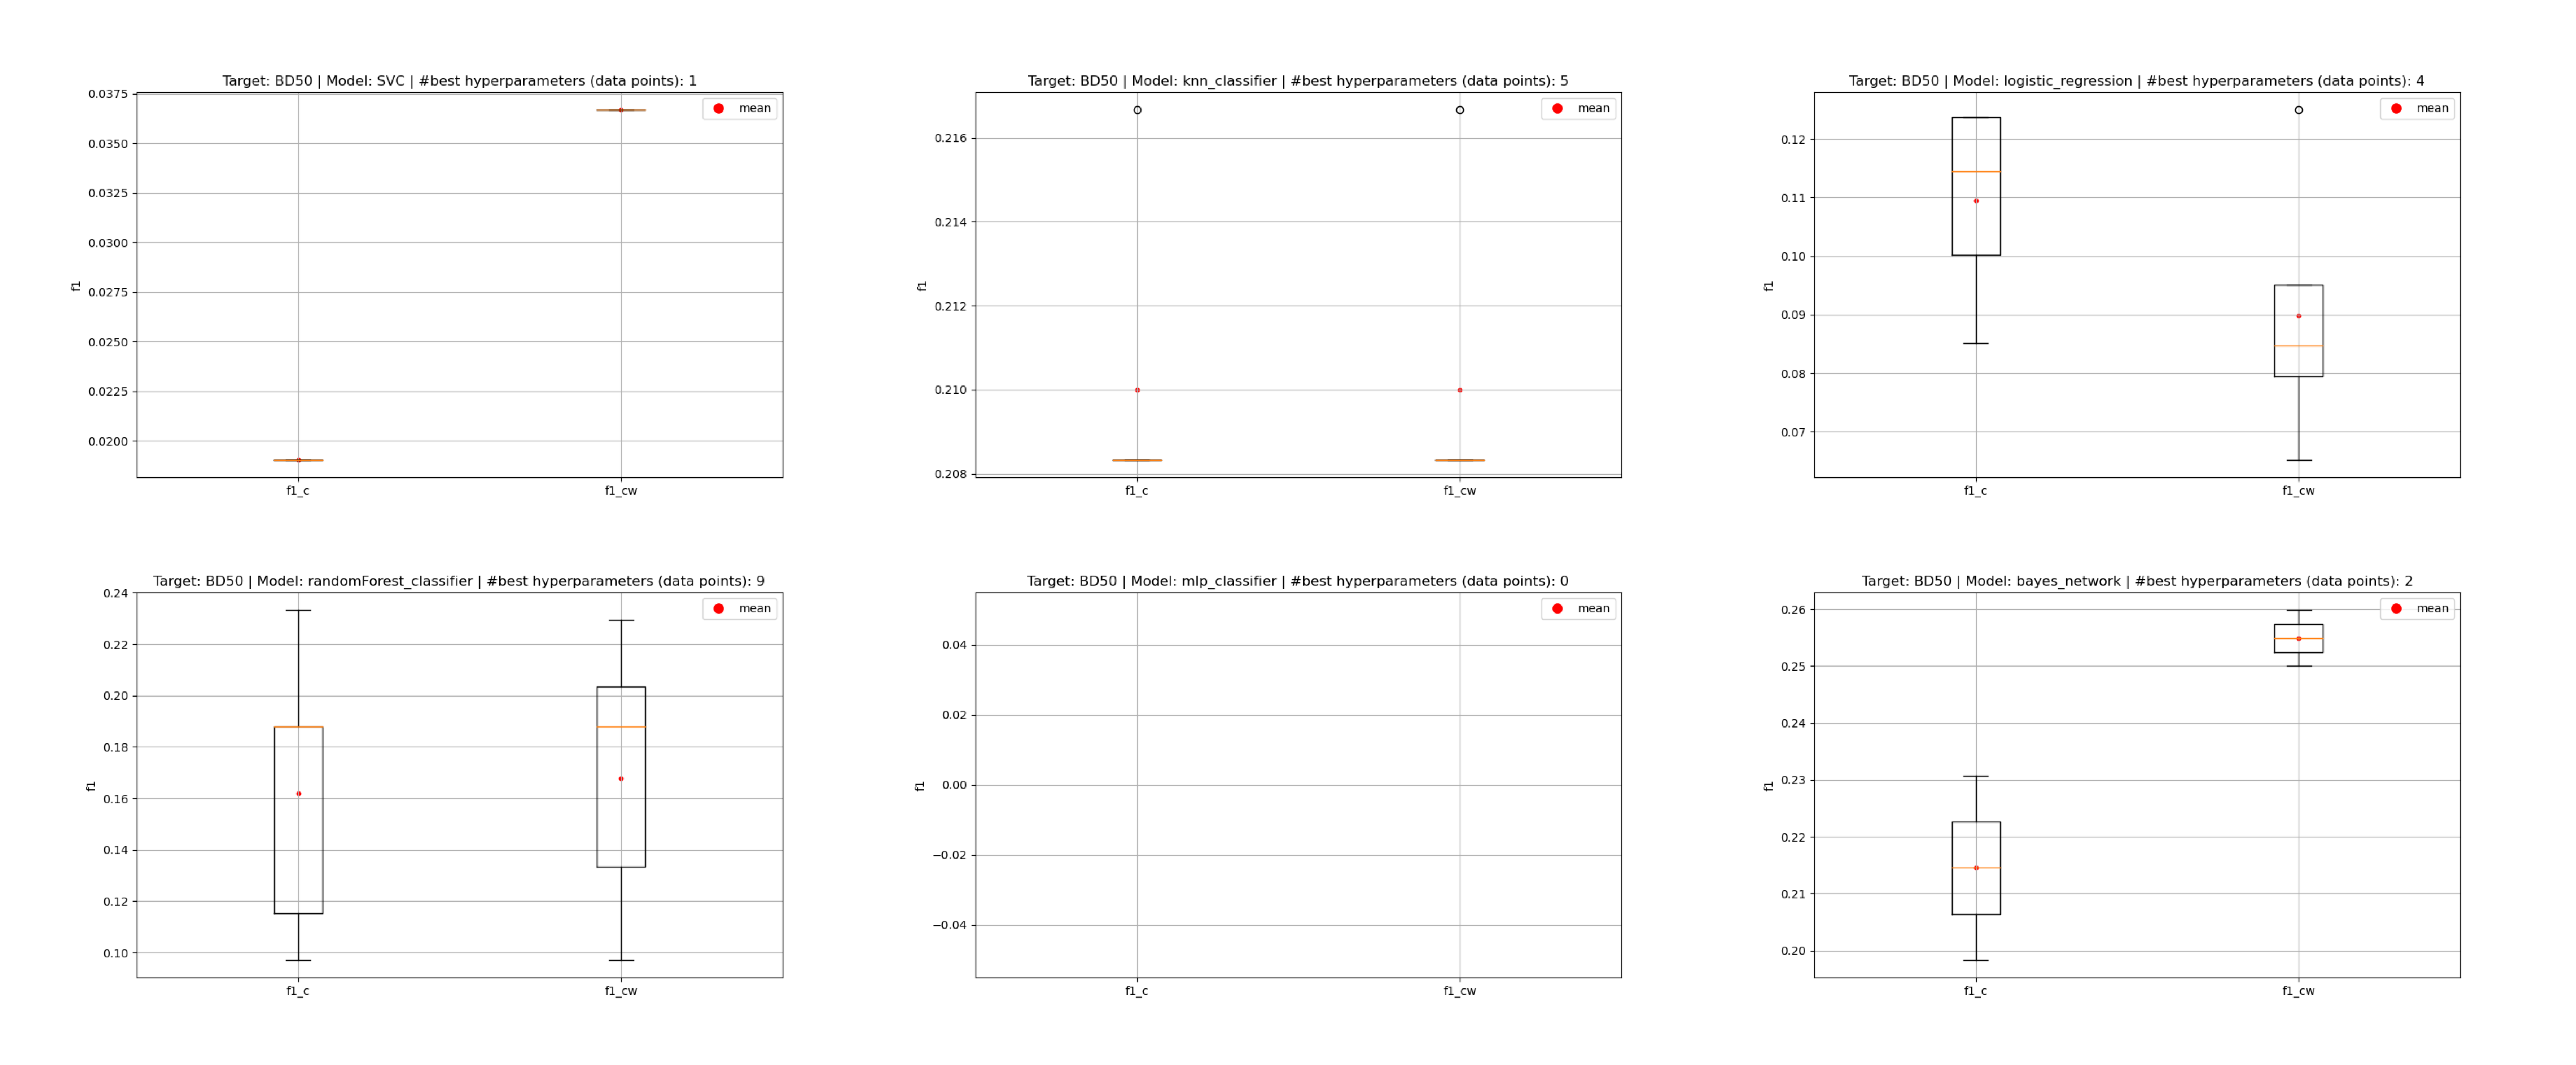 Target: BD50 | Model: SVC | #best hyperparameters (data points): 1
mean
0.0375
0.0350
0.0325
0.0300
0.0275
0.0250
0.0225
0.0200
f1
f1_c
f1_cw
Target: BD50 | Model: knn_classifier | #best hyperparameters (data points): 5
mean
0.216
0.214
0.212
0.210
0.208
f1
f1_c
f1_cw
Target: BD50 | Model: logistic_regression | #best hyperparameters (data points): 4
mean
0.12
0.11
0.10
0.09
0.08
0.07
f1
f1_c
f1_cw
Target: BD50 | Model: randomForest_classifier | #best hyperparameters (data points): 9
mean
0.24
0.22
0.20
0.18
0.16
0.14
0.12
0.10
f1
f1_c
f1_cw
Target: BD50 | Model: mlp_classifier | #best hyperparameters (data points): 0
mean
0.04
0.02
0.00
−0.02
−0.04
f1
f1_c
f1_cw
Target: BD50 | Model: bayes_network | #best hyperparameters (data points): 2
mean
0.26
0.25
0.24
0.23
0.22
0.21
0.20
f1
f1_c
f1_cw